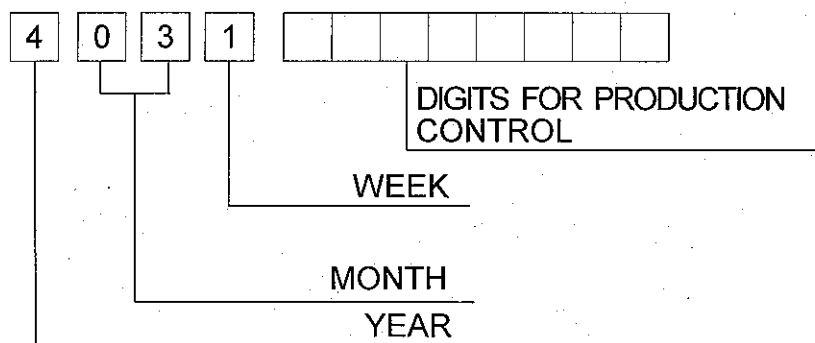 4 0 3 1
DIGITS FOR PRODUCTION
CONTROL
WEEK
MONTH
YEAR